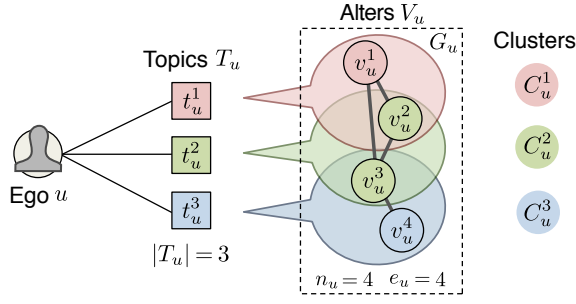 Alters $V_u$
Topics $T_u$
$G_u$
Clusters
$v_u^1$
$t_u^1$
$C_u^1$
$v_u^2$
$t_u^2$
$C_u^2$
Ego $u$
$v_u^3$
$t_u^3$
$C_u^3$
$v_u^4$
$|T_u| = 3$
$n_u = 4$ $e_u = 4$